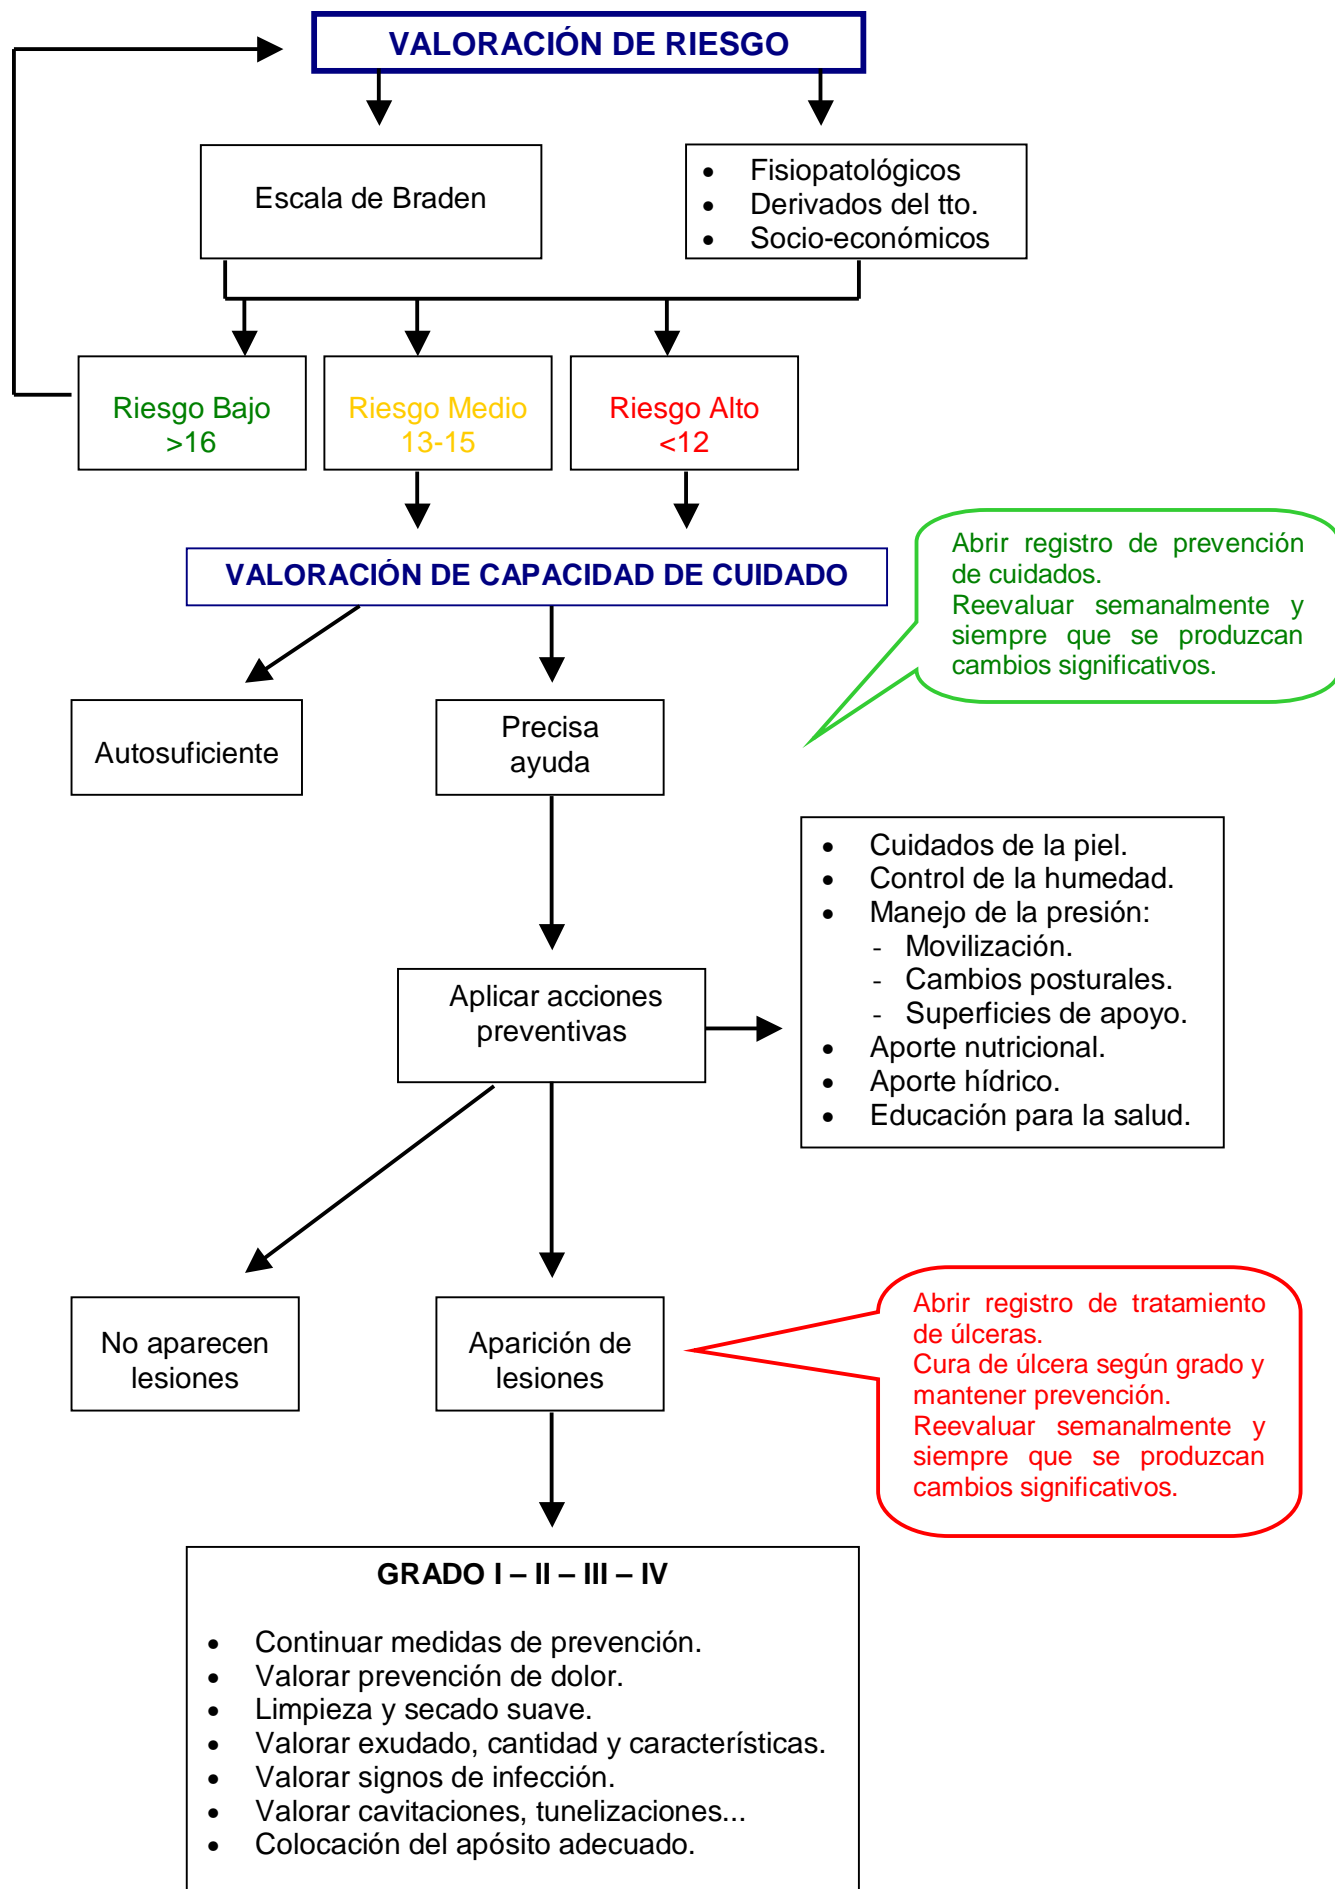 VALORACIÓN DE RIESGO
Escala de Braden
• Fisiopatológicos
• Derivados del tto.
• Socio-económicos
Riesgo Bajo
>16
Riesgo Medio
13-15
Riesgo Alto
<12
VALORACIÓN DE CAPACIDAD DE CUIDADO
Abrir registro de prevención
de cuidados.
Reevaluar semanalmente y
siempre que se produzcan
cambios significativos.
Autosuficiente
Precisa
ayuda
• Cuidados de la piel.
• Control de la humedad.
• Manejo de la presión:
- Movilización.
- Cambios posturales.
- Superficies de apoyo.
• Aporte nutricional.
• Aporte hídrico.
• Educación para la salud.
Aplicar acciones
preventivas
No aparecen
lesiones
Aparición de
lesiones
Abrir registro de tratamiento
de úlceras.
Cura de úlcera según grado y
mantener prevención.
Reevaluar semanalmente y
siempre que se produzcan
cambios significativos.
GRADO I – II – III – IV
• Continuar medidas de prevención.
• Valorar prevención de dolor.
• Limpieza y secado suave.
• Valorar exudado, cantidad y características.
• Valorar signos de infección.
• Valorar cavitaciones, tunelizaciones...
• Colocación del apósito adecuado.